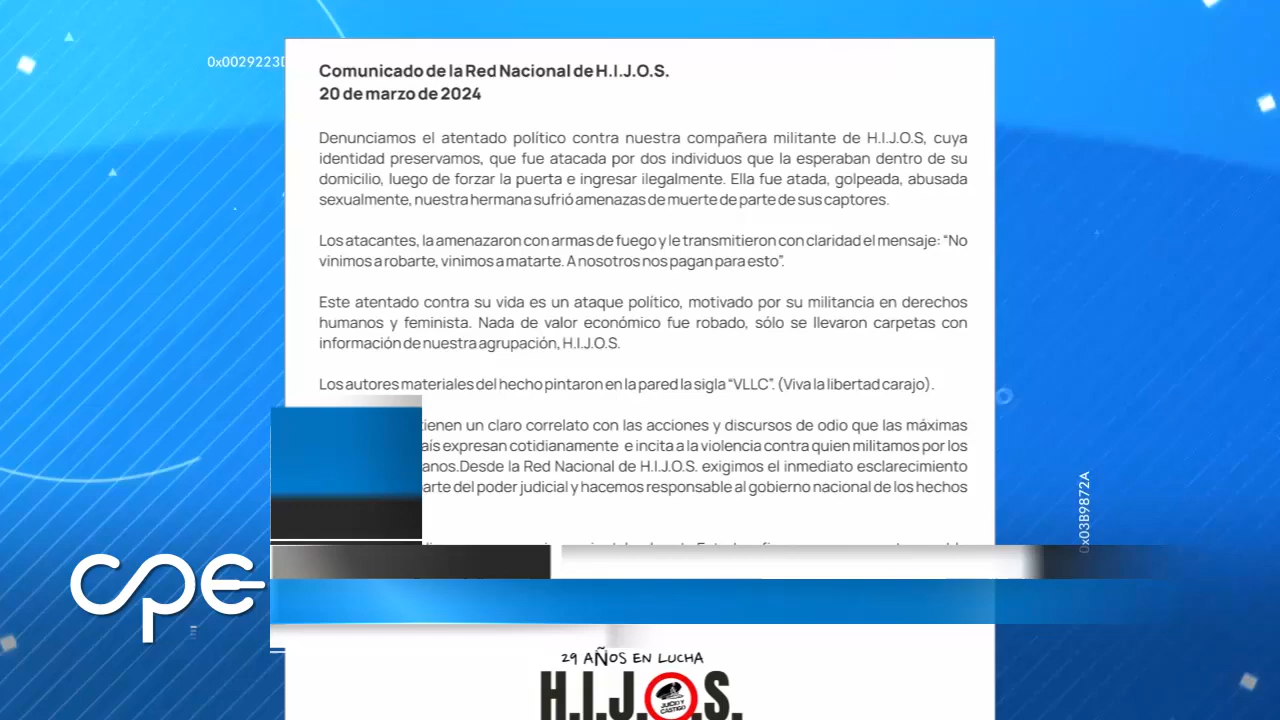 0x0029223D
Comunicado de la Red Nacional de H.I.J.O.S.
20 de marzo de 2024
Denunciamos el atentado político contra nuestra compañera militante de H.I.J.O.S, cuya
identidad preservamos, que fue atacada por dos individuos que la esperaban dentro de su
domicilio, luego de forzar la puerta e ingresar ilegalmente. Ella fue atada, golpeada, abusada
sexualmente, nuestra hermana sufrió amenazas de muerte de parte de sus captores.
Los atacantes, la amenazaron con armas de fuego y le transmitieron con claridad el mensaje: “No
vinimos a robarte, vinimos a matarte. A nosotros nos pagan para esto”.
Este atentado contra su vida es un ataque político, motivado por su militancia en derechos
humanos y feminista. Nada de valor económico fue robado, sólo se llevaron carpetas con
información de nuestra agrupación, H.I.J.O.S.
Los autores materiales del hecho pintaron en la pared la sigla “VLLC”. (Viva la libertad carajo).
tienen un claro correlato con las acciones y discursos de odio que las máximas
aís expresan cotidianamente e incita a la violencia contra quien militamos por los
anos.Desde la Red Nacional de H.I.J.O.S. exigimos el inmediato esclarecimiento
arte del poder judicial y hacemos responsable al gobierno nacional de los hechos
0x03B9872A
cpe
29 AÑOS EN LUCHA
H.I.J.O.S.
JUICIO Y
CASTIGO